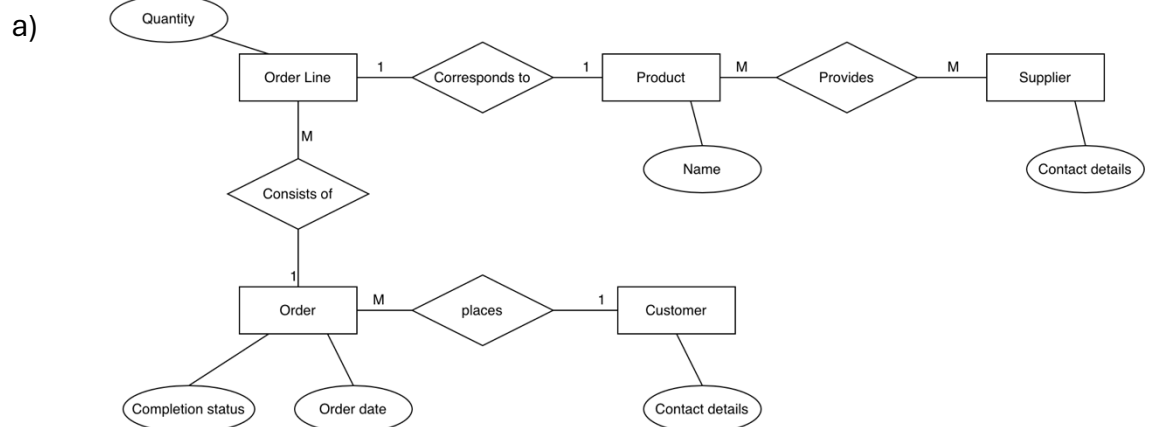 a)
Quantity
Order Line
1
Corresponds to
1
Product
M
Provides
M
Supplier
M
Name
Contact details
Consists of
1
Order
M
places
1
Customer
Completion status
Order date
Contact details